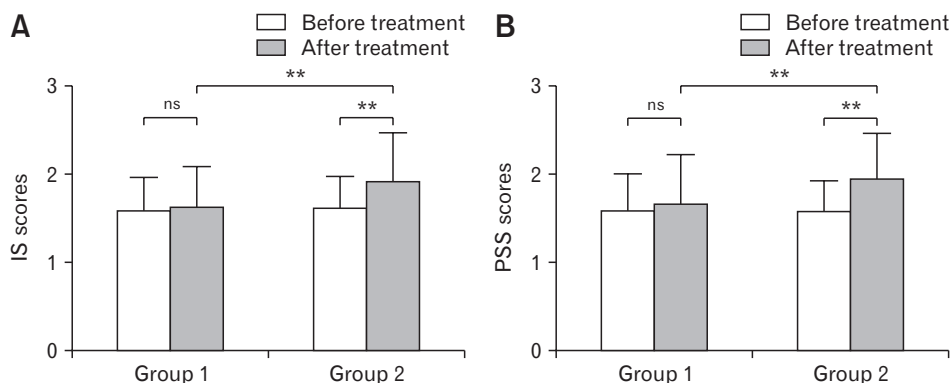 A
Before treatment
After treatment
3
2
1
0
IS scores
ns
**
**
Group 1
Group 2
B
Before treatment
After treatment
3
2
1
0
PSS scores
ns
**
**
Group 1
Group 2